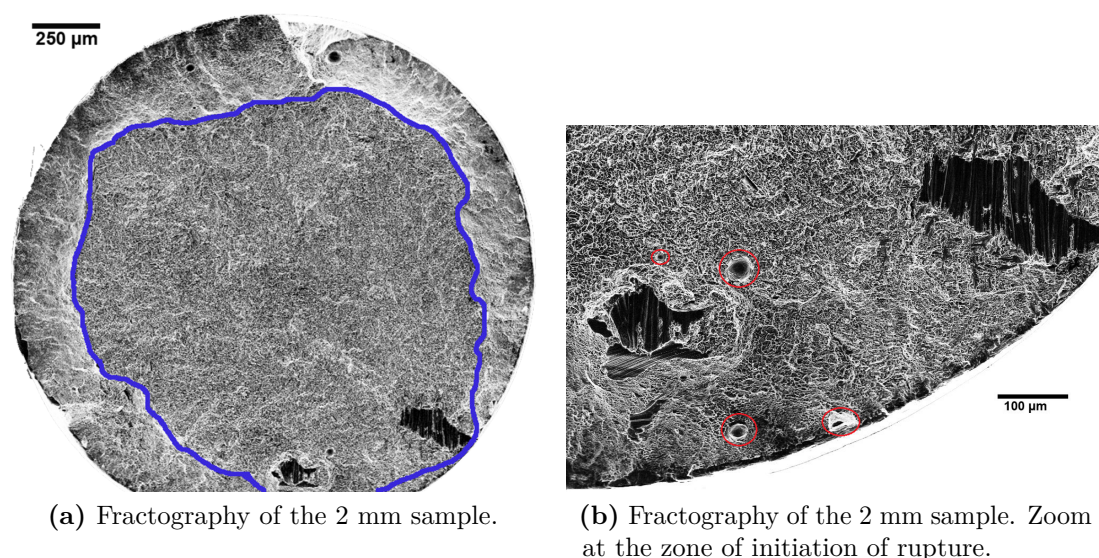 250 µm
100 µm
(a) Fractography of the 2 mm sample.
(b) Fractography of the 2 mm sample. Zoom
at the zone of initiation of rupture.